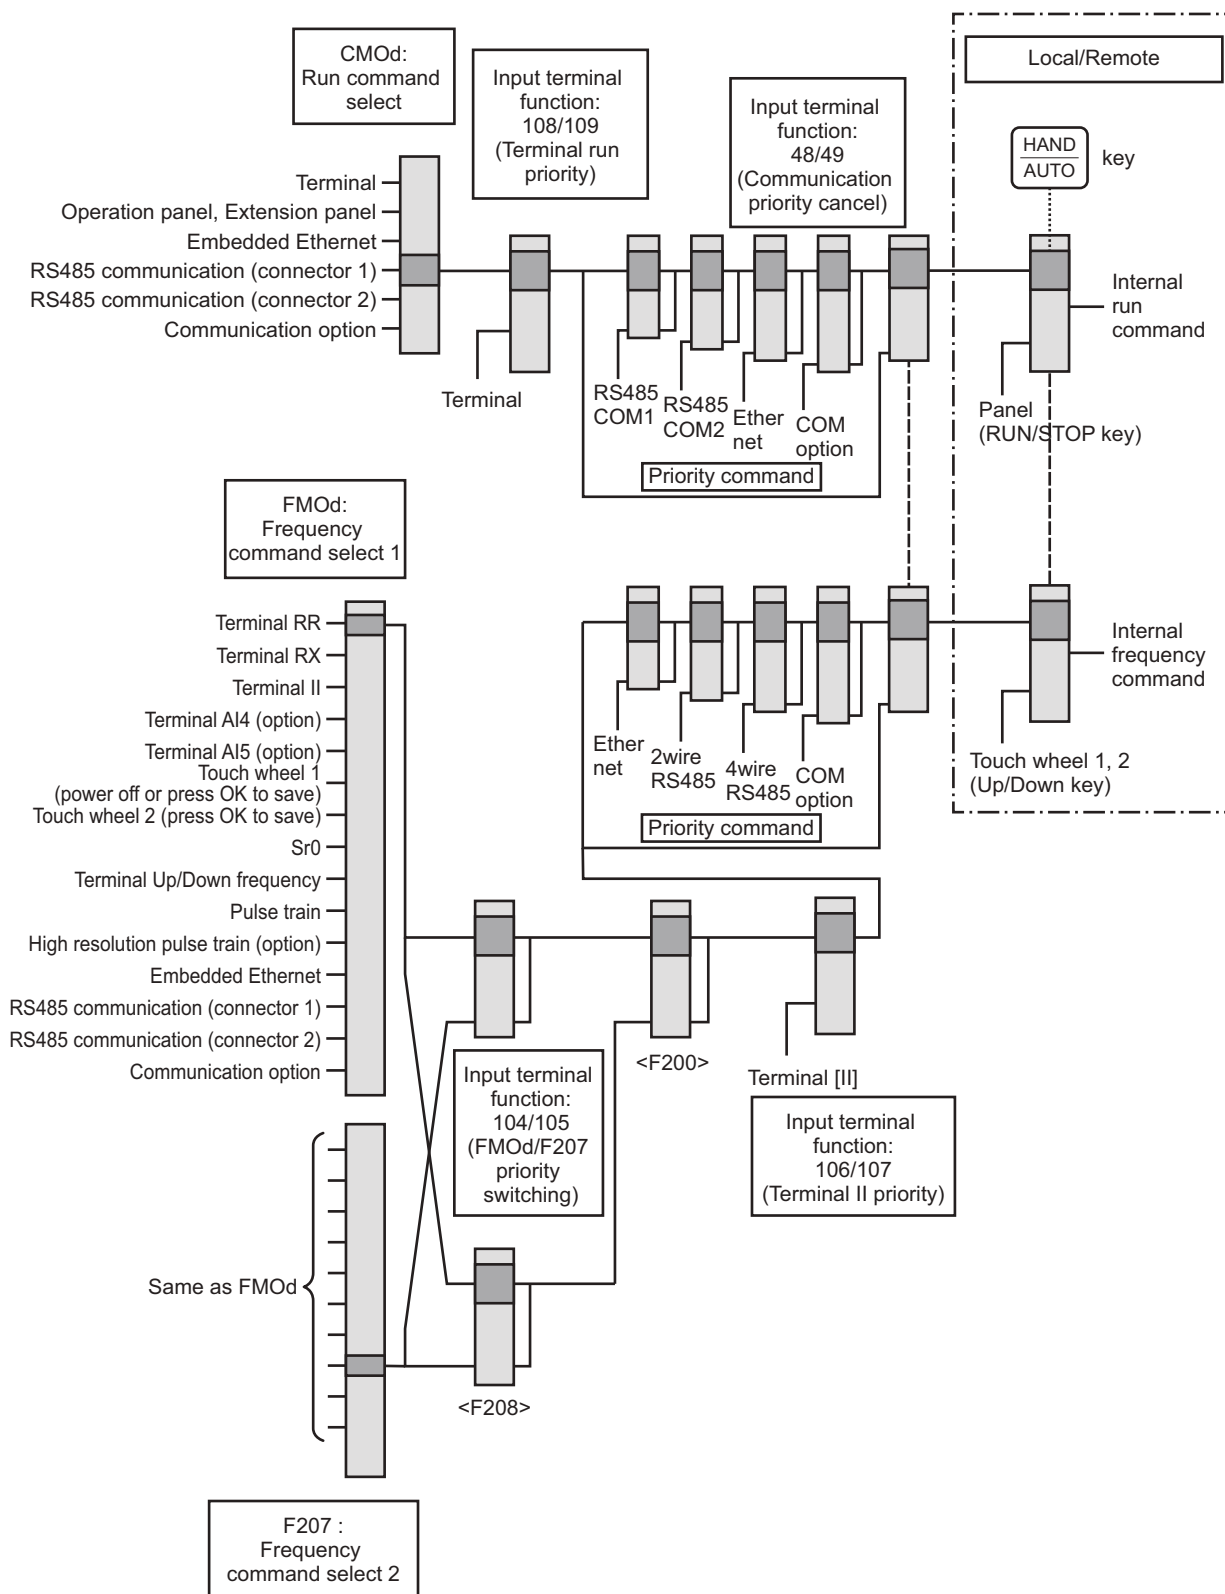 CMOd:
Run command
select
Input terminal
function:
108/109
(Terminal run
priority)
Input terminal
function:
48/49
(Communication
priority cancel)
Local/Remote
HAND
AUTO
key
Terminal
Operation panel, Extension panel
Embedded Ethernet
RS485 communication (connector 1)
RS485 communication (connector 2)
Communication option
Terminal
RS485
COM1
RS485
COM2
Ether
net
COM
option
Priority command
Internal
run
command
Panel
(RUN/STOP key)
FMOd:
Frequency
command select 1
Terminal RR
Terminal RX
Terminal II
Terminal AI4 (option)
Terminal AI5 (option)
Touch wheel 1
(power off or press OK to save)
Touch wheel 2 (press OK to save)
Sr0
Terminal Up/Down frequency
Pulse train
High resolution pulse train (option)
Embedded Ethernet
RS485 communication (connector 1)
RS485 communication (connector 2)
Communication option
Ether
net
2wire
RS485
4wire
RS485
COM
option
Priority command
Internal
frequency
command
Touch wheel 1, 2
(Up/Down key)
<F200>
Terminal [II]
Input terminal
function:
104/105
(FMOd/F207
priority
switching)
Input terminal
function:
106/107
(Terminal II priority)
Same as FMOd
<F208>
F207 :
Frequency
command select 2